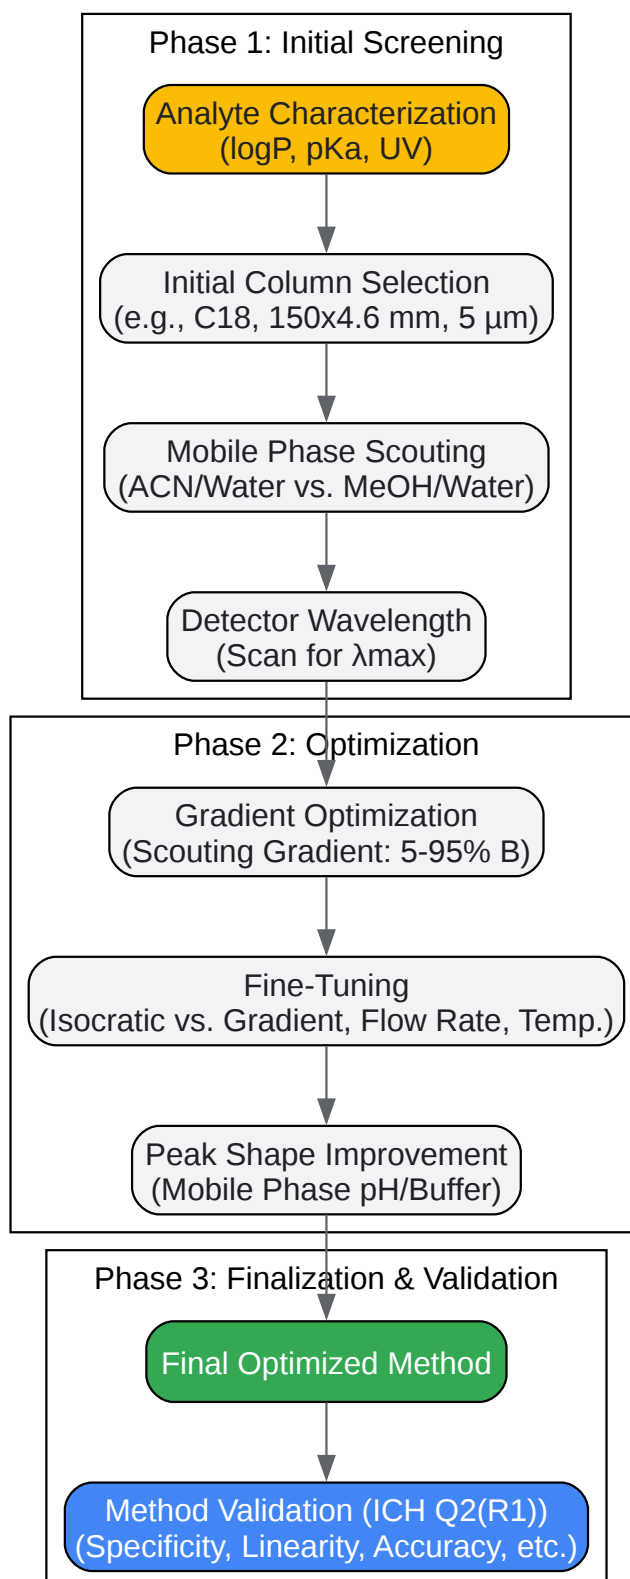 Phase 1: Initial Screening
Analyte Characterization
(logP, pKa, UV)
Initial Column Selection
(e.g., C18, 150x4.6 mm, 5 µm)
Mobile Phase Scouting
(ACN/Water vs. MeOH/Water)
Detector Wavelength
(Scan for λmax)
Phase 2: Optimization
Gradient Optimization
(Scouting Gradient: 5-95% B)
Fine-Tuning
(Isocratic vs. Gradient, Flow Rate, Temp.)
Peak Shape Improvement
(Mobile Phase pH/Buffer)
Phase 3: Finalization & Validation
Final Optimized Method
Method Validation (ICH Q2(R1))
(Specificity, Linearity, Accuracy, etc.)